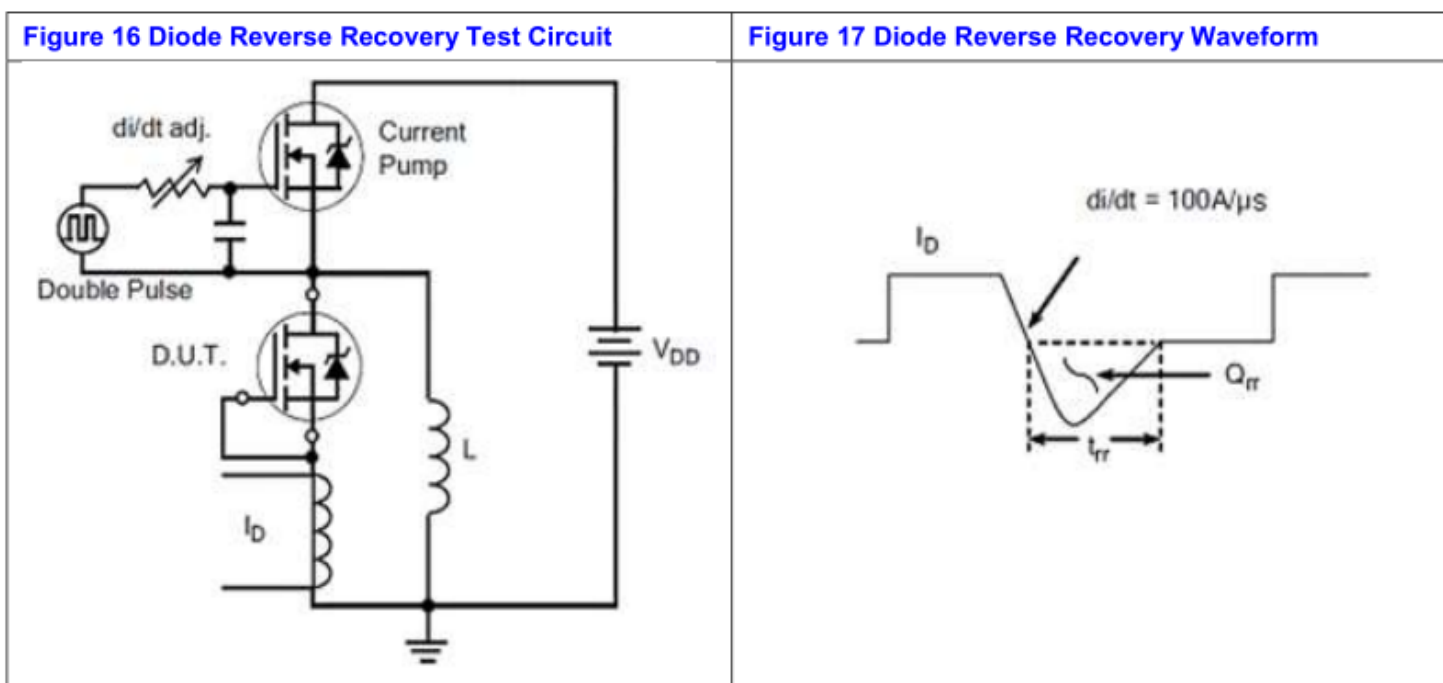 Figure 16 Diode Reverse Recovery Test Circuit
di/dt adj.
Current
Pump
Double Pulse
D.U.T.
VDD
L
ID
Figure 17 Diode Reverse Recovery Waveform
di/dt = 100A/µs
ID
Qrr
trr